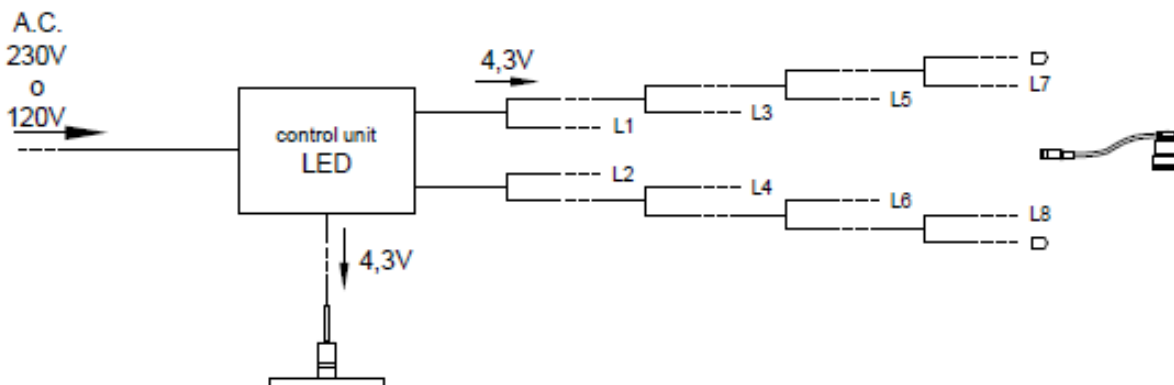 A.C.
230V
o
120V
4,3V
control unit
LED
L1
L3
L5
L7
L2
L4
L6
L8
4,3V